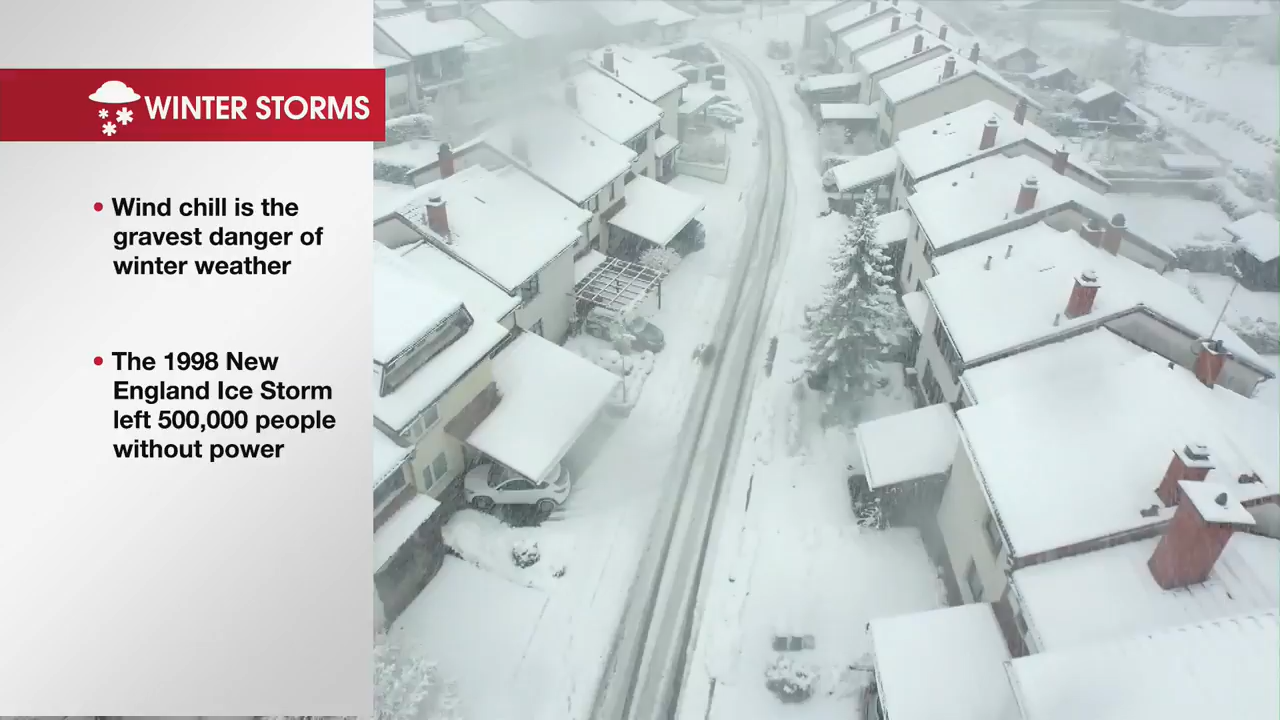 WINTER STORMS
• Wind chill is the
gravest danger of
winter weather
• The 1998 New
England Ice Storm
left 500,000 people
without power